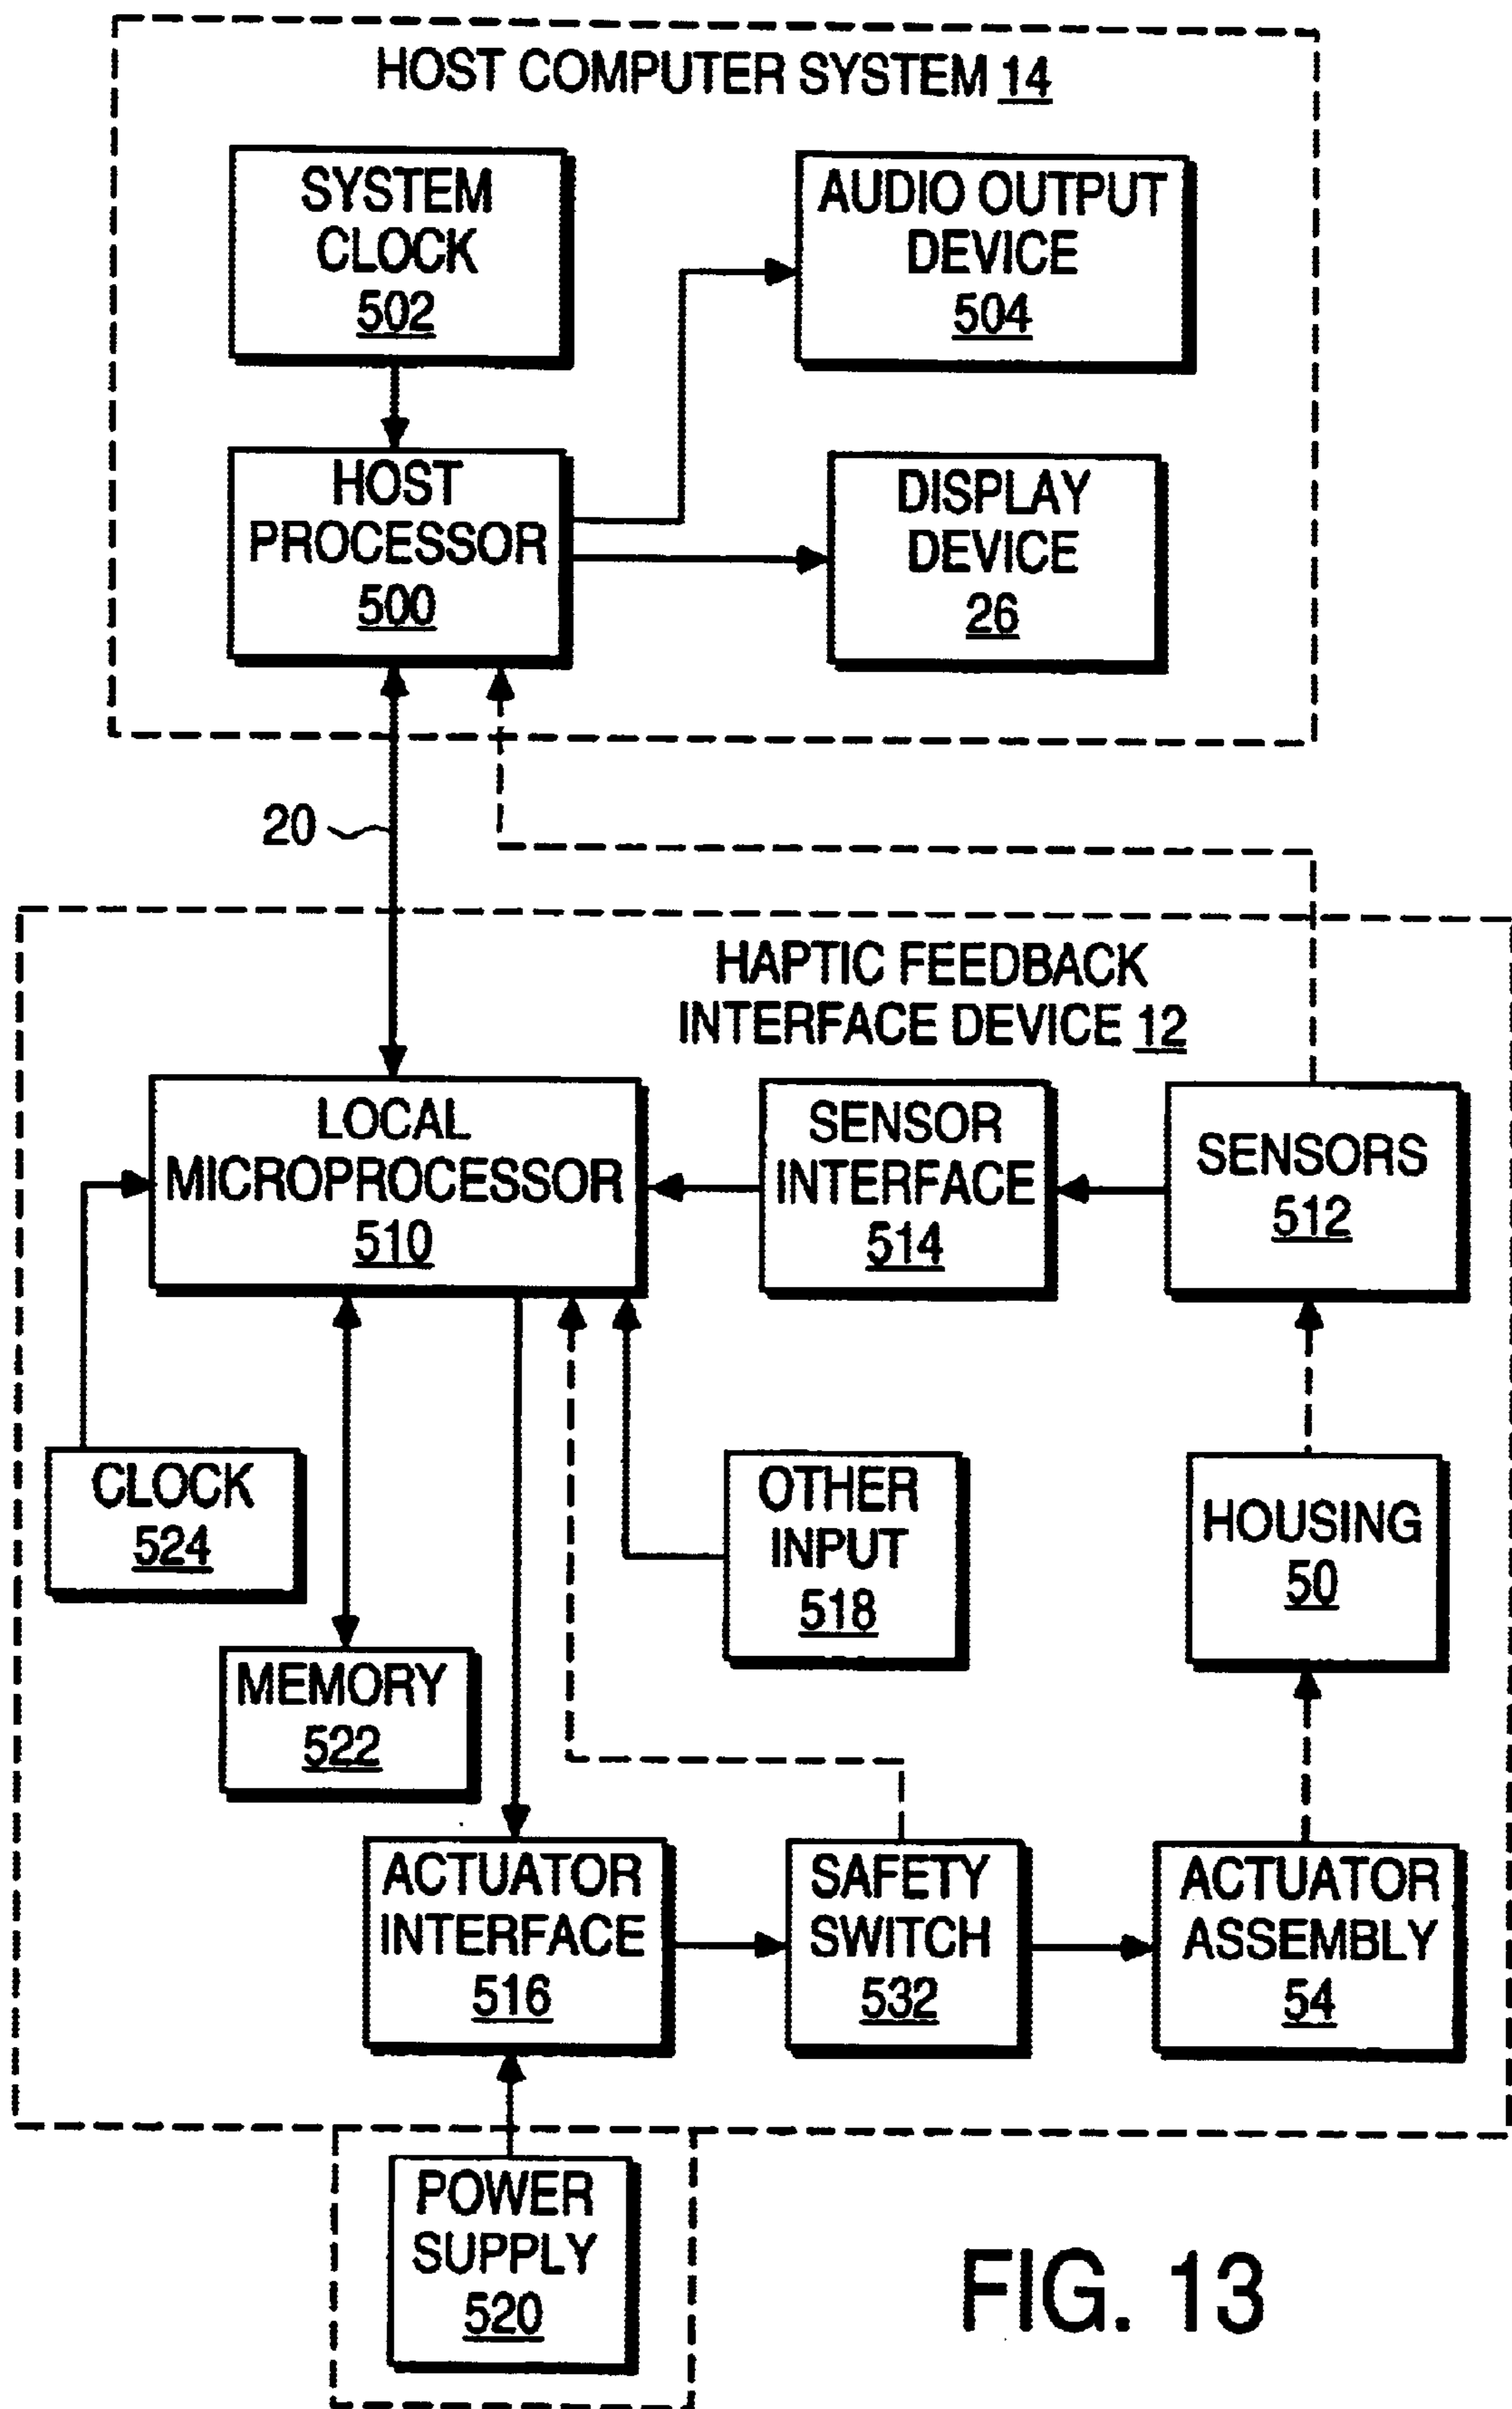 HOST COMPUTER SYSTEM 14
SYSTEM
CLOCK
502
AUDIO OUTPUT
DEVICE
504
HOST
PROCESSOR
500
DISPLAY
DEVICE
26
20
HAPTIC FEEDBACK
INTERFACE DEVICE 12
LOCAL
MICROPROCESSOR
510
SENSOR
INTERFACE
514
SENSORS
512
CLOCK
524
OTHER
INPUT
518
HOUSING
50
MEMORY
522
ACTUATOR
INTERFACE
516
SAFETY
SWITCH
532
ACTUATOR
ASSEMBLY
54
POWER
SUPPLY
520
FIG. 13